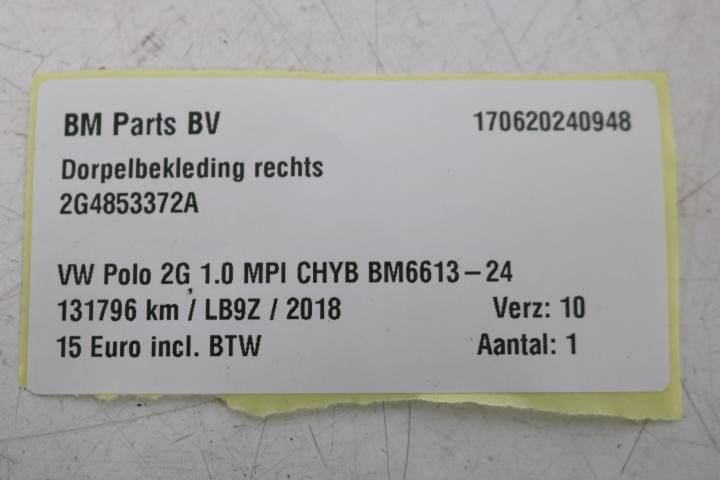 BM Parts BV 170620240948
Dorpelbekleding rechts
2G4853372A
VW Polo 2G 1.0 MPI CHYB BM6613-24
131796 km / LB9Z / 2018 Verz: 10
15 Euro incl. BTW Aantal: 1